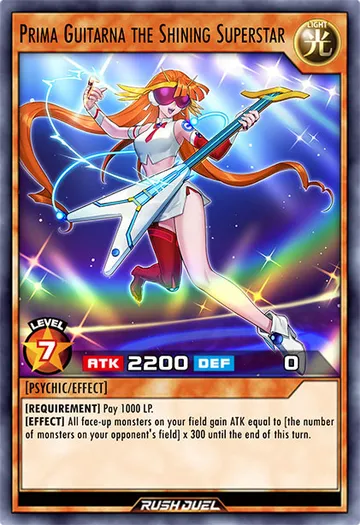 Prima Guitarna the Shining Superstar
LIGHT
光
LEVEL
7
ATK 2200 DEF 0
[PSYCHIC/EFFECT]
[REQUIREMENT] Pay 1000 LP.
[EFFECT] All face-up monsters on your field gain ATK equal to [the number
of monsters on your opponent's field] x 300 until the end of this turn.
RUSH DUEL